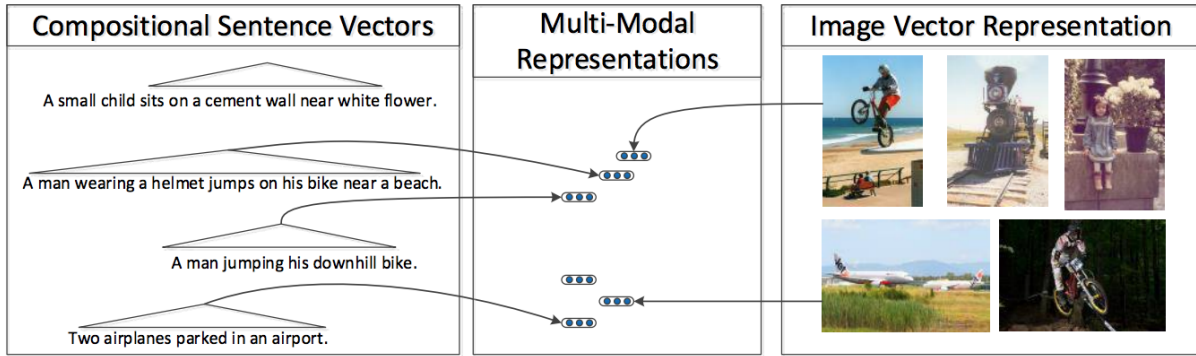 Compositional Sentence Vectors
A small child sits on a cement wall near white flower.
A man wearing a helmet jumps on his bike near a beach.
A man jumping his downhill bike.
Two airplanes parked in an airport.
Multi-Modal
Representations
Image Vector Representation